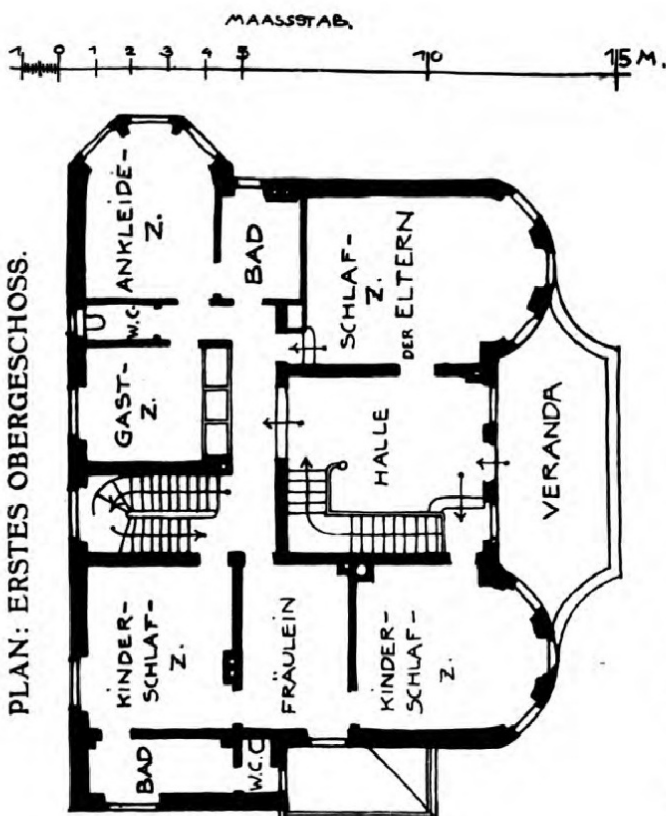 MAASSSTAB.
1 0 1 2 3 4 5 10 15 M.
PLAN: ERSTES OBERGESCHOSS.
ANKLEIDE-
Z.
BAD
SCHLAF-
Z.
DER ELTERN
W.C.
GAST-
Z.
HALLE
VERANDA
KINDER-
SCHLAF-
Z.
FRÄULEIN
KINDER-
SCHLAF-
Z.
BAD
W.C.